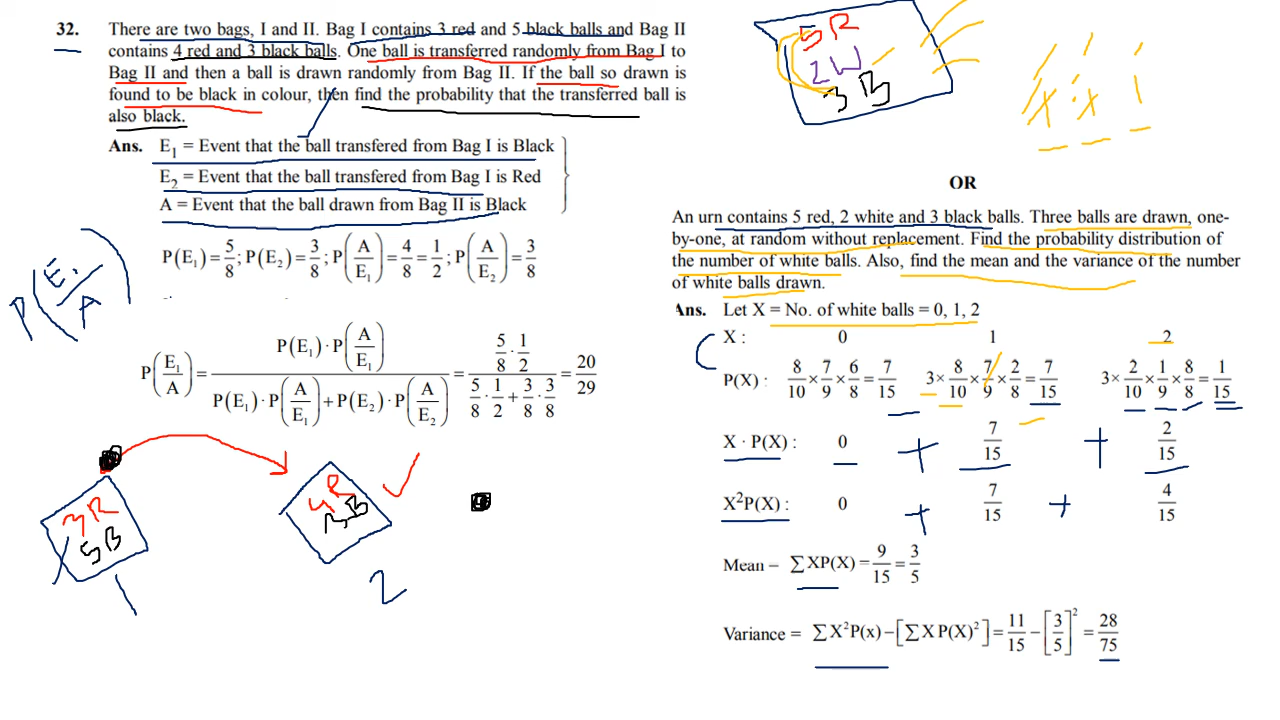 32. There are two bags, I and II. Bag I contains 3 red and 5 black balls and Bag II
contains 4 red and 3 black balls. One ball is transferred randomly from Bag I to
Bag II and then a ball is drawn randomly from Bag II. If the ball so drawn is
found to be black in colour, then find the probability that the transferred ball is
also black.
Ans. E₁ = Event that the ball transfered from Bag I is Black
E₂ = Event that the ball transfered from Bag I is Red
A = Event that the ball drawn from Bag II is Black
P(E₁) = 5/8; P(E₂) = 3/8; P(A/E₁) = 4/8 = 1/2; P(A/E₂) = 3/8
P(E₁/A)
P(E₁/A) = P(E₁)·P(A/E₁) / P(E₁)·P(A/E₁) + P(E₂)·P(A/E₂) = 5/8 · 1/2 / 5/8 · 1/2 + 3/8 · 3/8 = 20/29
3R
5B
1
4R
B
2
5R
2W
3B
OR
An urn contains 5 red, 2 white and 3 black balls. Three balls are drawn, one-
by-one, at random without replacement. Find the probability distribution of
the number of white balls. Also, find the mean and the variance of the number
of white balls drawn.
Ans. Let X = No. of white balls = 0, 1, 2
X : 0 1 2
P(X) : 8/10 × 7/9 × 6/8 = 7/15 3 × 8/10 × 7/9 × 2/8 = 7/15 3 × 2/10 × 1/9 × 8/8 = 1/15
X · P(X) : 0 + 7/15 + 2/15
X²P(X) : 0 + 7/15 + 4/15
Mean – ∑XP(X) = 9/15 = 3/5
Variance = ∑X²P(x) – [∑XP(X)²] = 11/15 – [3/5]² = 28/75